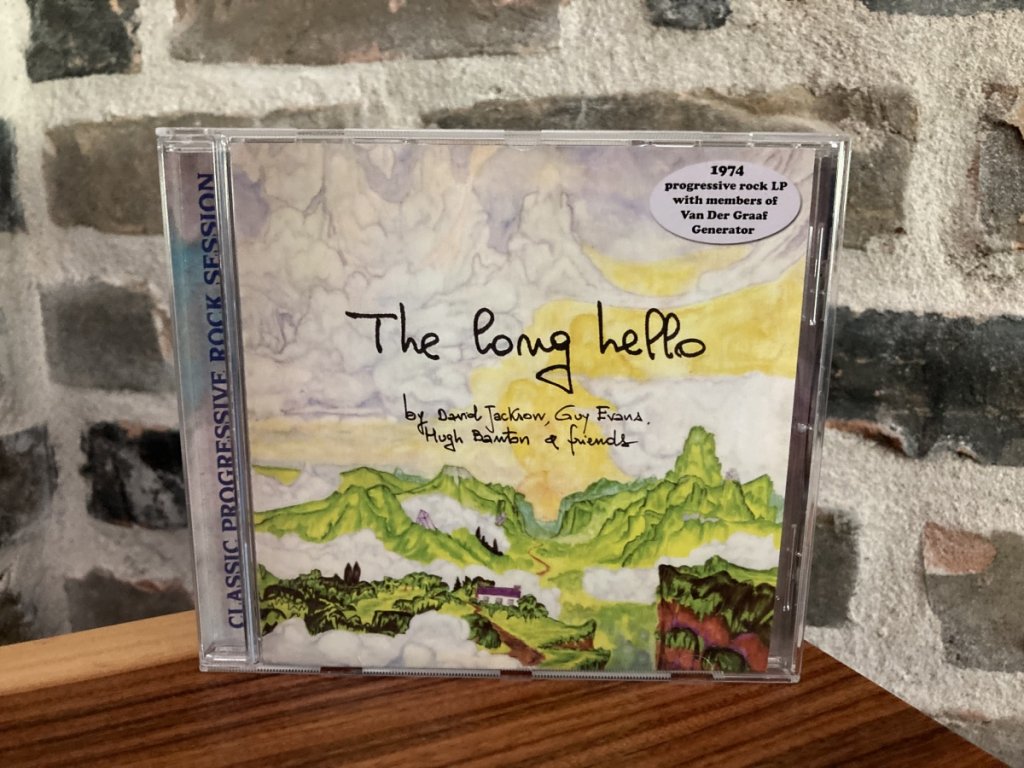 CLASSIC PROGRESSIVE ROCK SESSION
1974
progressive rock LP
with members of
Van Der Graaf
Generator
The long hello
by David Jackson, Guy Evans,
Hugh Banton & friends